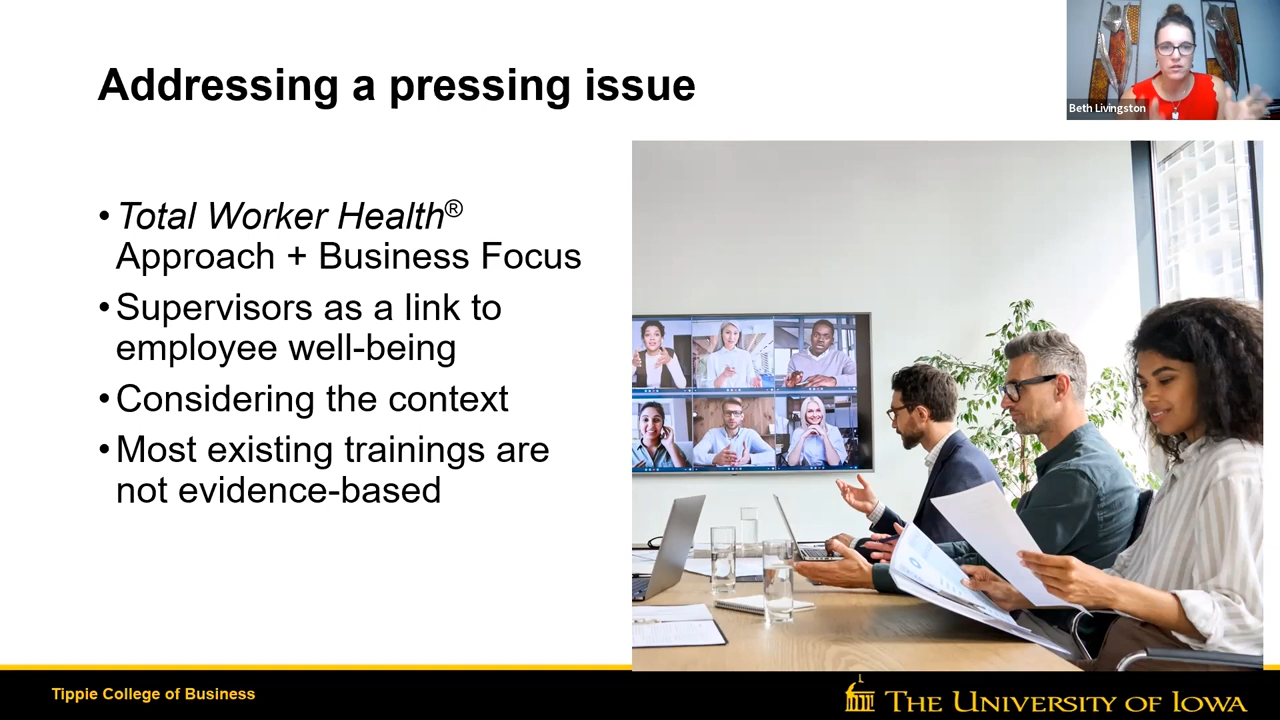 Addressing a pressing issue
Beth Livingston
• Total Worker Health®
Approach + Business Focus
• Supervisors as a link to
employee well-being
• Considering the context
• Most existing trainings are
not evidence-based
Tippie College of Business
THE UNIVERSITY OF IOWA